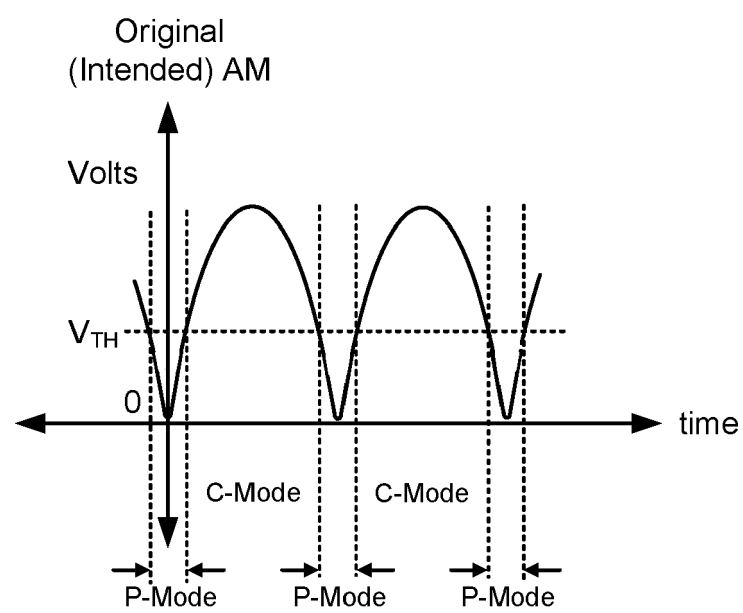 Original
(Intended) AM
Volts
VTH
0
time
C-Mode C-Mode
P-Mode P-Mode P-Mode